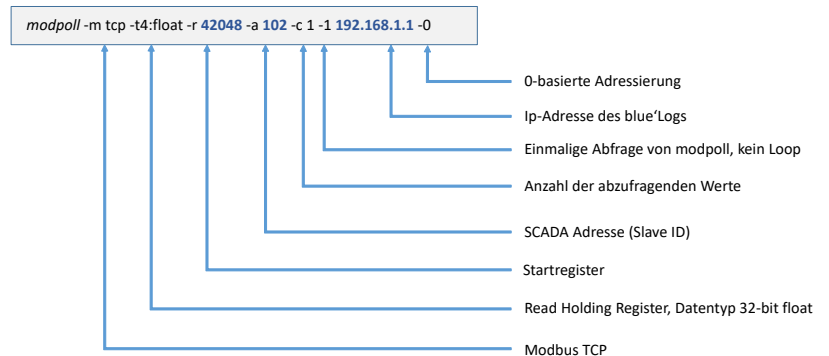 modpoll -m tcp -t4:float -r 42048 -a 102 -c 1 -1 192.168.1.1 -0
0-basierte Adressierung
Ip-Adresse des blue‘Logs
Einmalige Abfrage von modpoll, kein Loop
Anzahl der abzufragenden Werte
SCADA Adresse (Slave ID)
Startregister
Read Holding Register, Datentyp 32-bit float
Modbus TCP